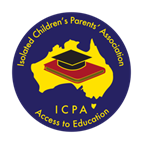 Isolated Children's Parents' Association
ICPA
Access to Education